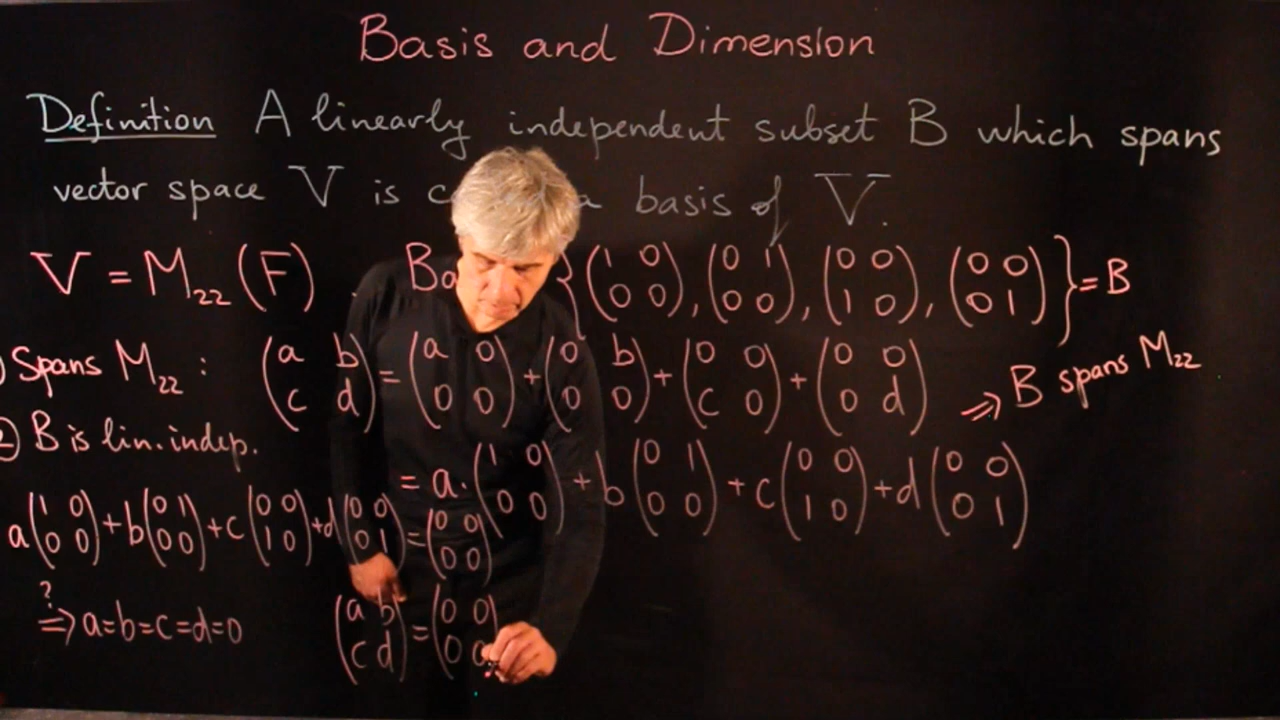 Basis and Dimension
Definition A linearly independent subset B which spans
vector space V is a basis of V.
V = M₂₂ (F). {(1 0 / 0 0), (0 1 / 0 0), (0 0 / 1 0), (0 0 / 0 1)} = B
) Spans M₂₂ : (a b / c d) = (a 0 / 0 0) + (0 b / 0 0) + (0 0 / c 0) + (0 0 / 0 d) ⇒ B spans M₂₂
2) B is lin. indep.
= a·(1 0 / 0 0) + b(0 1 / 0 0) + c(0 0 / 1 0) + d(0 0 / 0 1)
a(1 0 / 0 0) + b(0 1 / 0 0) + c(0 0 / 1 0) + d(0 0 / 0 1) = (0 0 / 0 0)
?
⇒ a=b=c=d=0 (a b / c d) = (0 0 / 0 0